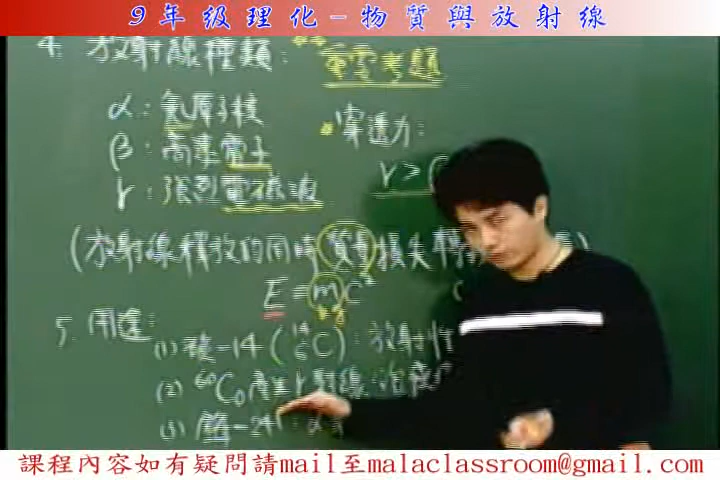 9年級理化-物質與放射線
4. 放射線種類:
重要考題
α: 氦原子核
穿透力:
β: 高速電子
γ >
γ: 強烈電磁波
(放射線釋放的同時質量損失轉
E = mC²
5. 用途:
(1) 碳-14 (¹⁴₆C): 放射性
(2) ⁶⁰Co產生γ射線:治療
(3) 鋂-241: α
課程內容如有疑問請mail至malaclassroom@gmail.com